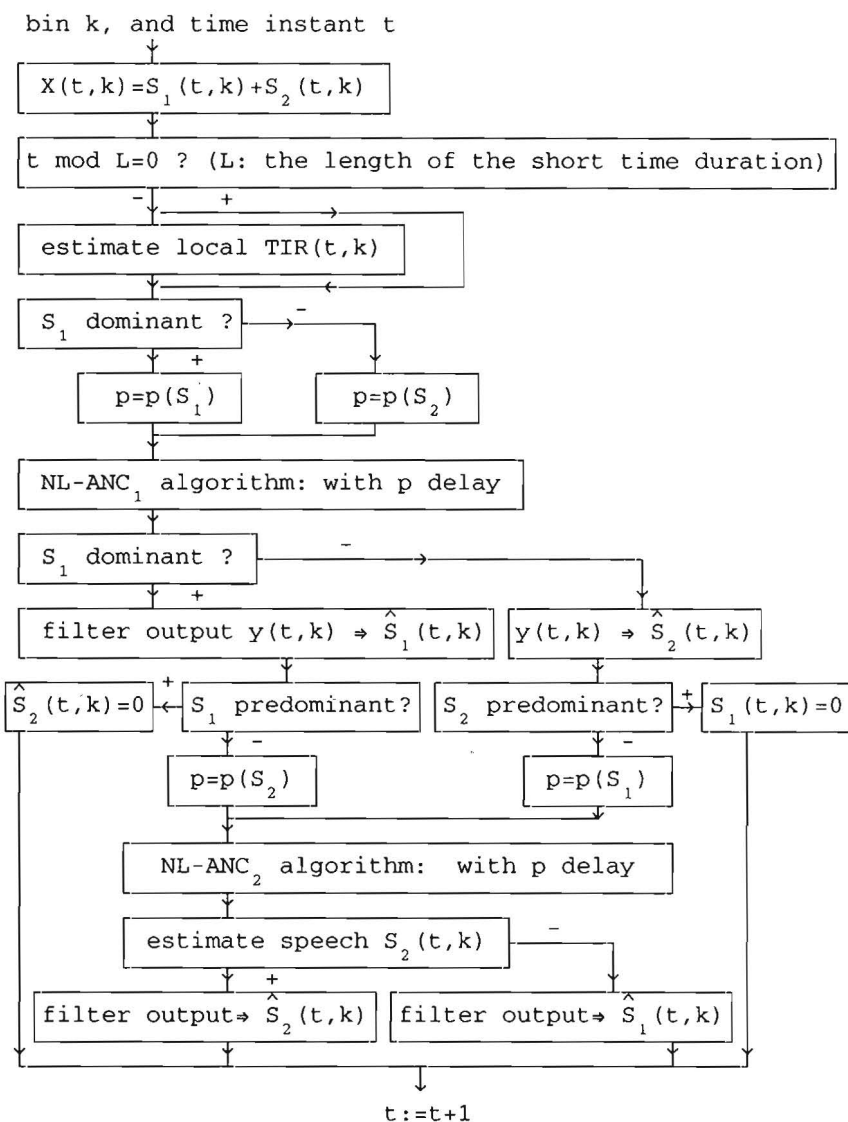 bin k, and time instant t
X(t,k)=S₁(t,k)+S₂(t,k)
t mod L=0 ? (L: the length of the short time duration)
− +
estimate local TIR(t,k)
S₁ dominant ? −
+
p=p(S₁) p=p(S₂)
NL-ANC₁ algorithm: with p delay
S₁ dominant ? −
+
filter output y(t,k) ⇒ Ŝ₁(t,k) y(t,k) ⇒ Ŝ₂(t,k)
Ŝ₂(t,k)=0 + S₁ predominant? S₂ predominant? + S₁(t,k)=0
− −
p=p(S₂) p=p(S₁)
NL-ANC₂ algorithm: with p delay
estimate speech S₂(t,k) −
+
filter output⇒ Ŝ₂(t,k) filter output⇒ Ŝ₁(t,k)
t:=t+1